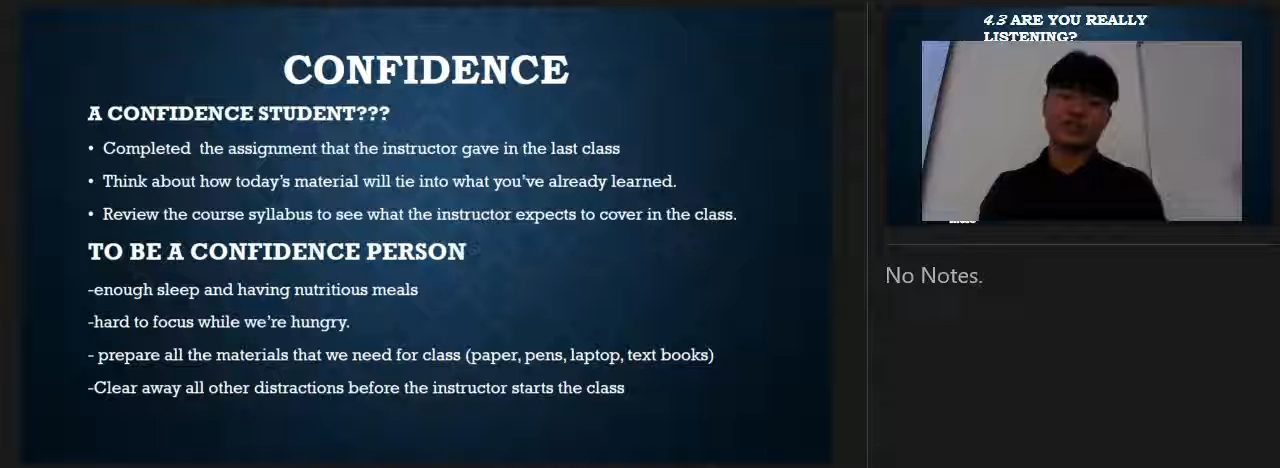 CONFIDENCE
A CONFIDENCE STUDENT???
• Completed the assignment that the instructor gave in the last class
• Think about how today's material will tie into what you've already learned.
• Review the course syllabus to see what the instructor expects to cover in the class.
TO BE A CONFIDENCE PERSON
-enough sleep and having nutritious meals
-hard to focus while we're hungry.
- prepare all the materials that we need for class (paper, pens, laptop, text books)
-Clear away all other distractions before the instructor starts the class
4.3 ARE YOU REALLY
LISTENING?
No Notes.